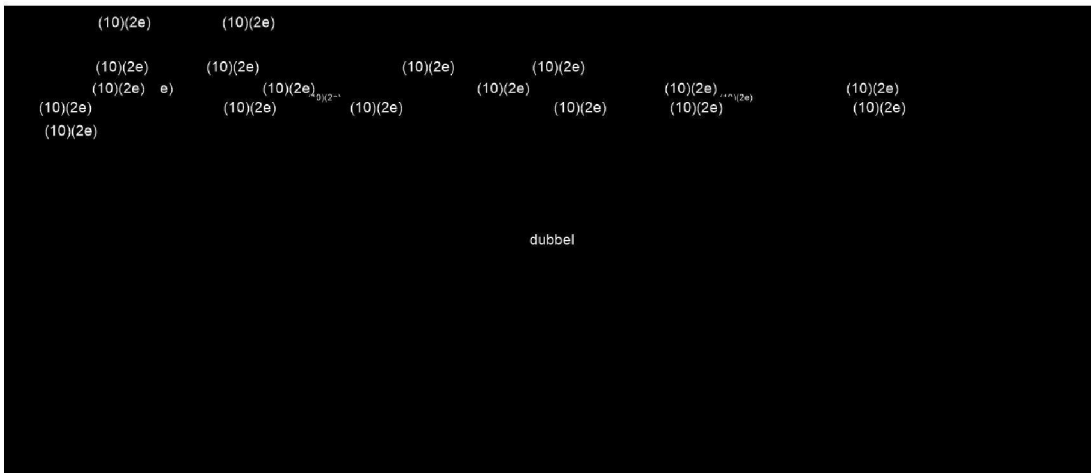 (10)(2e) (10)(2e)
(10)(2e) (10)(2e) (10)(2e) (10)(2e)
(10)(2e) e) (10)(2e) (10)(2e) (10)(2e) (10)(2e)
(10)(2e) (10)(2e) (10)(2e) (10)(2e) (10)(2e) (10)(2e)
(10)(2e)
dubbel